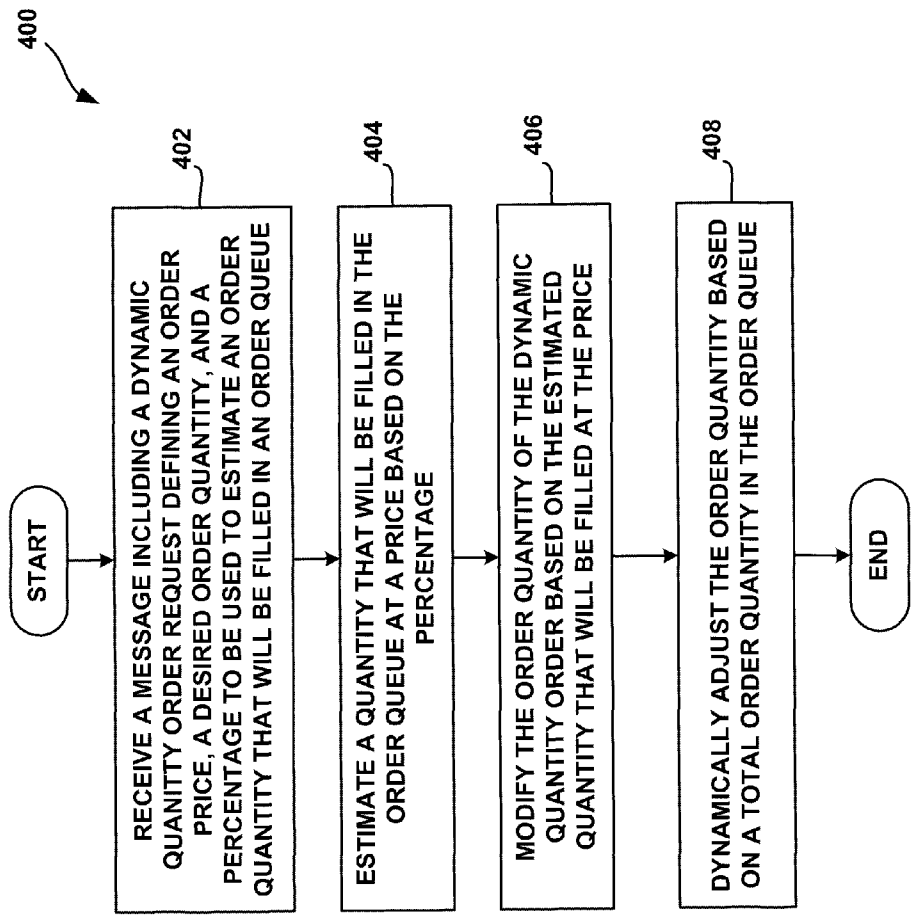 400
START
RECEIVE A MESSAGE INCLUDING A DYNAMIC
QUANITTY ORDER REQUEST DEFINING AN ORDER
PRICE, A DESIRED ORDER QUANTITY, AND A
PERCENTAGE TO BE USED TO ESTIMATE AN ORDER
QUANTITY THAT WILL BE FILLED IN AN ORDER QUEUE
402
ESTIMATE A QUANTITY THAT WILL BE FILLED IN THE
ORDER QUEUE AT A PRICE BASED ON THE
PERCENTAGE
404
MODIFY THE ORDER QUANTITY OF THE DYNAMIC
QUANTITY ORDER BASED ON THE ESTIMATED
QUANTITY THAT WILL BE FILLED AT THE PRICE
406
DYNAMICALLY ADJUST THE ORDER QUANTITY BASED
ON A TOTAL ORDER QUANTITY IN THE ORDER QUEUE
408
END